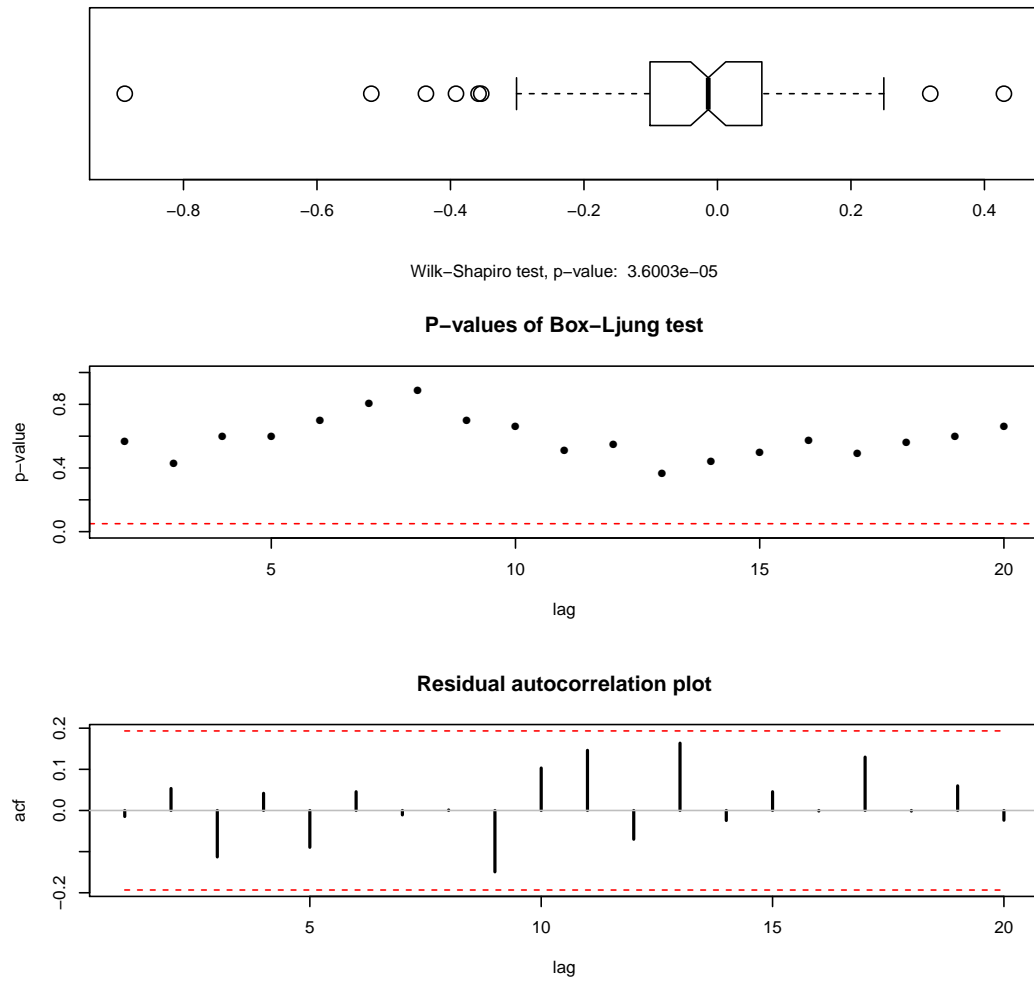 −0.8 −0.6 −0.4 −0.2 0.0 0.2 0.4
Wilk−Shapiro test, p−value: 3.6003e−05
P−values of Box−Ljung test
p−value
0.8
0.4
0.0
5 10 15 20
lag
Residual autocorrelation plot
acf
0.2
0.1
0.0
−0.2
5 10 15 20
lag